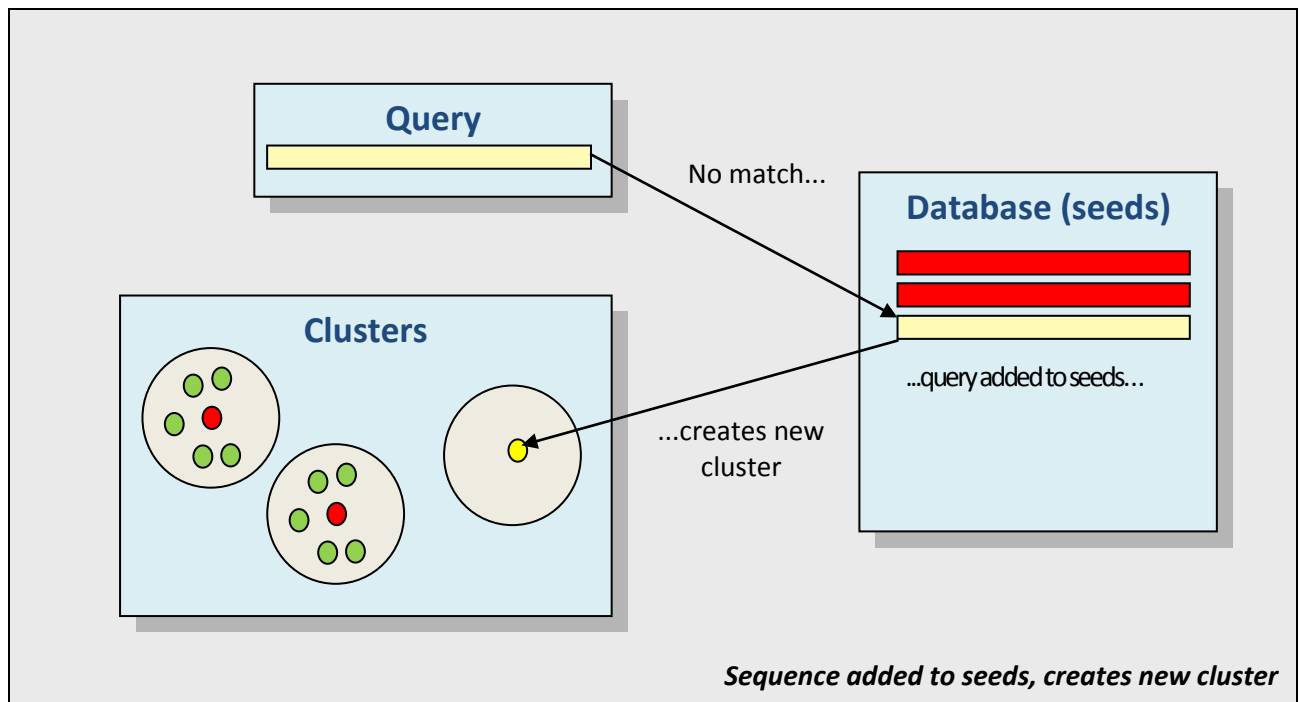 Query
No match...
Database (seeds)
...query added to seeds...
Clusters
...creates new
cluster
Sequence added to seeds, creates new cluster